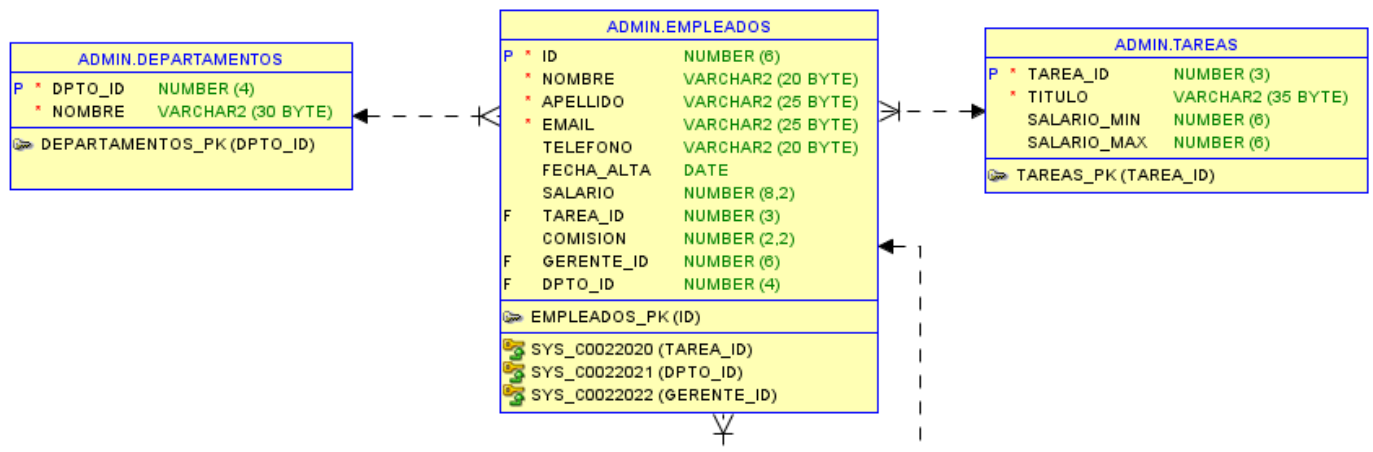 ADMIN.DEPARTAMENTOS
P * DPTO_ID NUMBER (4)
* NOMBRE VARCHAR2 (30 BYTE)
DEPARTAMENTOS_PK (DPTO_ID)
ADMIN.EMPLEADOS
P * ID NUMBER (6)
* NOMBRE VARCHAR2 (20 BYTE)
* APELLIDO VARCHAR2 (25 BYTE)
* EMAIL VARCHAR2 (25 BYTE)
TELEFONO VARCHAR2 (20 BYTE)
FECHA_ALTA DATE
SALARIO NUMBER (8,2)
F TAREA_ID NUMBER (3)
COMISION NUMBER (2,2)
F GERENTE_ID NUMBER (6)
F DPTO_ID NUMBER (4)
EMPLEADOS_PK (ID)
SYS_C0022020 (TAREA_ID)
SYS_C0022021 (DPTO_ID)
SYS_C0022022 (GERENTE_ID)
ADMIN.TAREAS
P * TAREA_ID NUMBER (3)
* TITULO VARCHAR2 (35 BYTE)
SALARIO_MIN NUMBER (6)
SALARIO_MAX NUMBER (6)
TAREAS_PK (TAREA_ID)